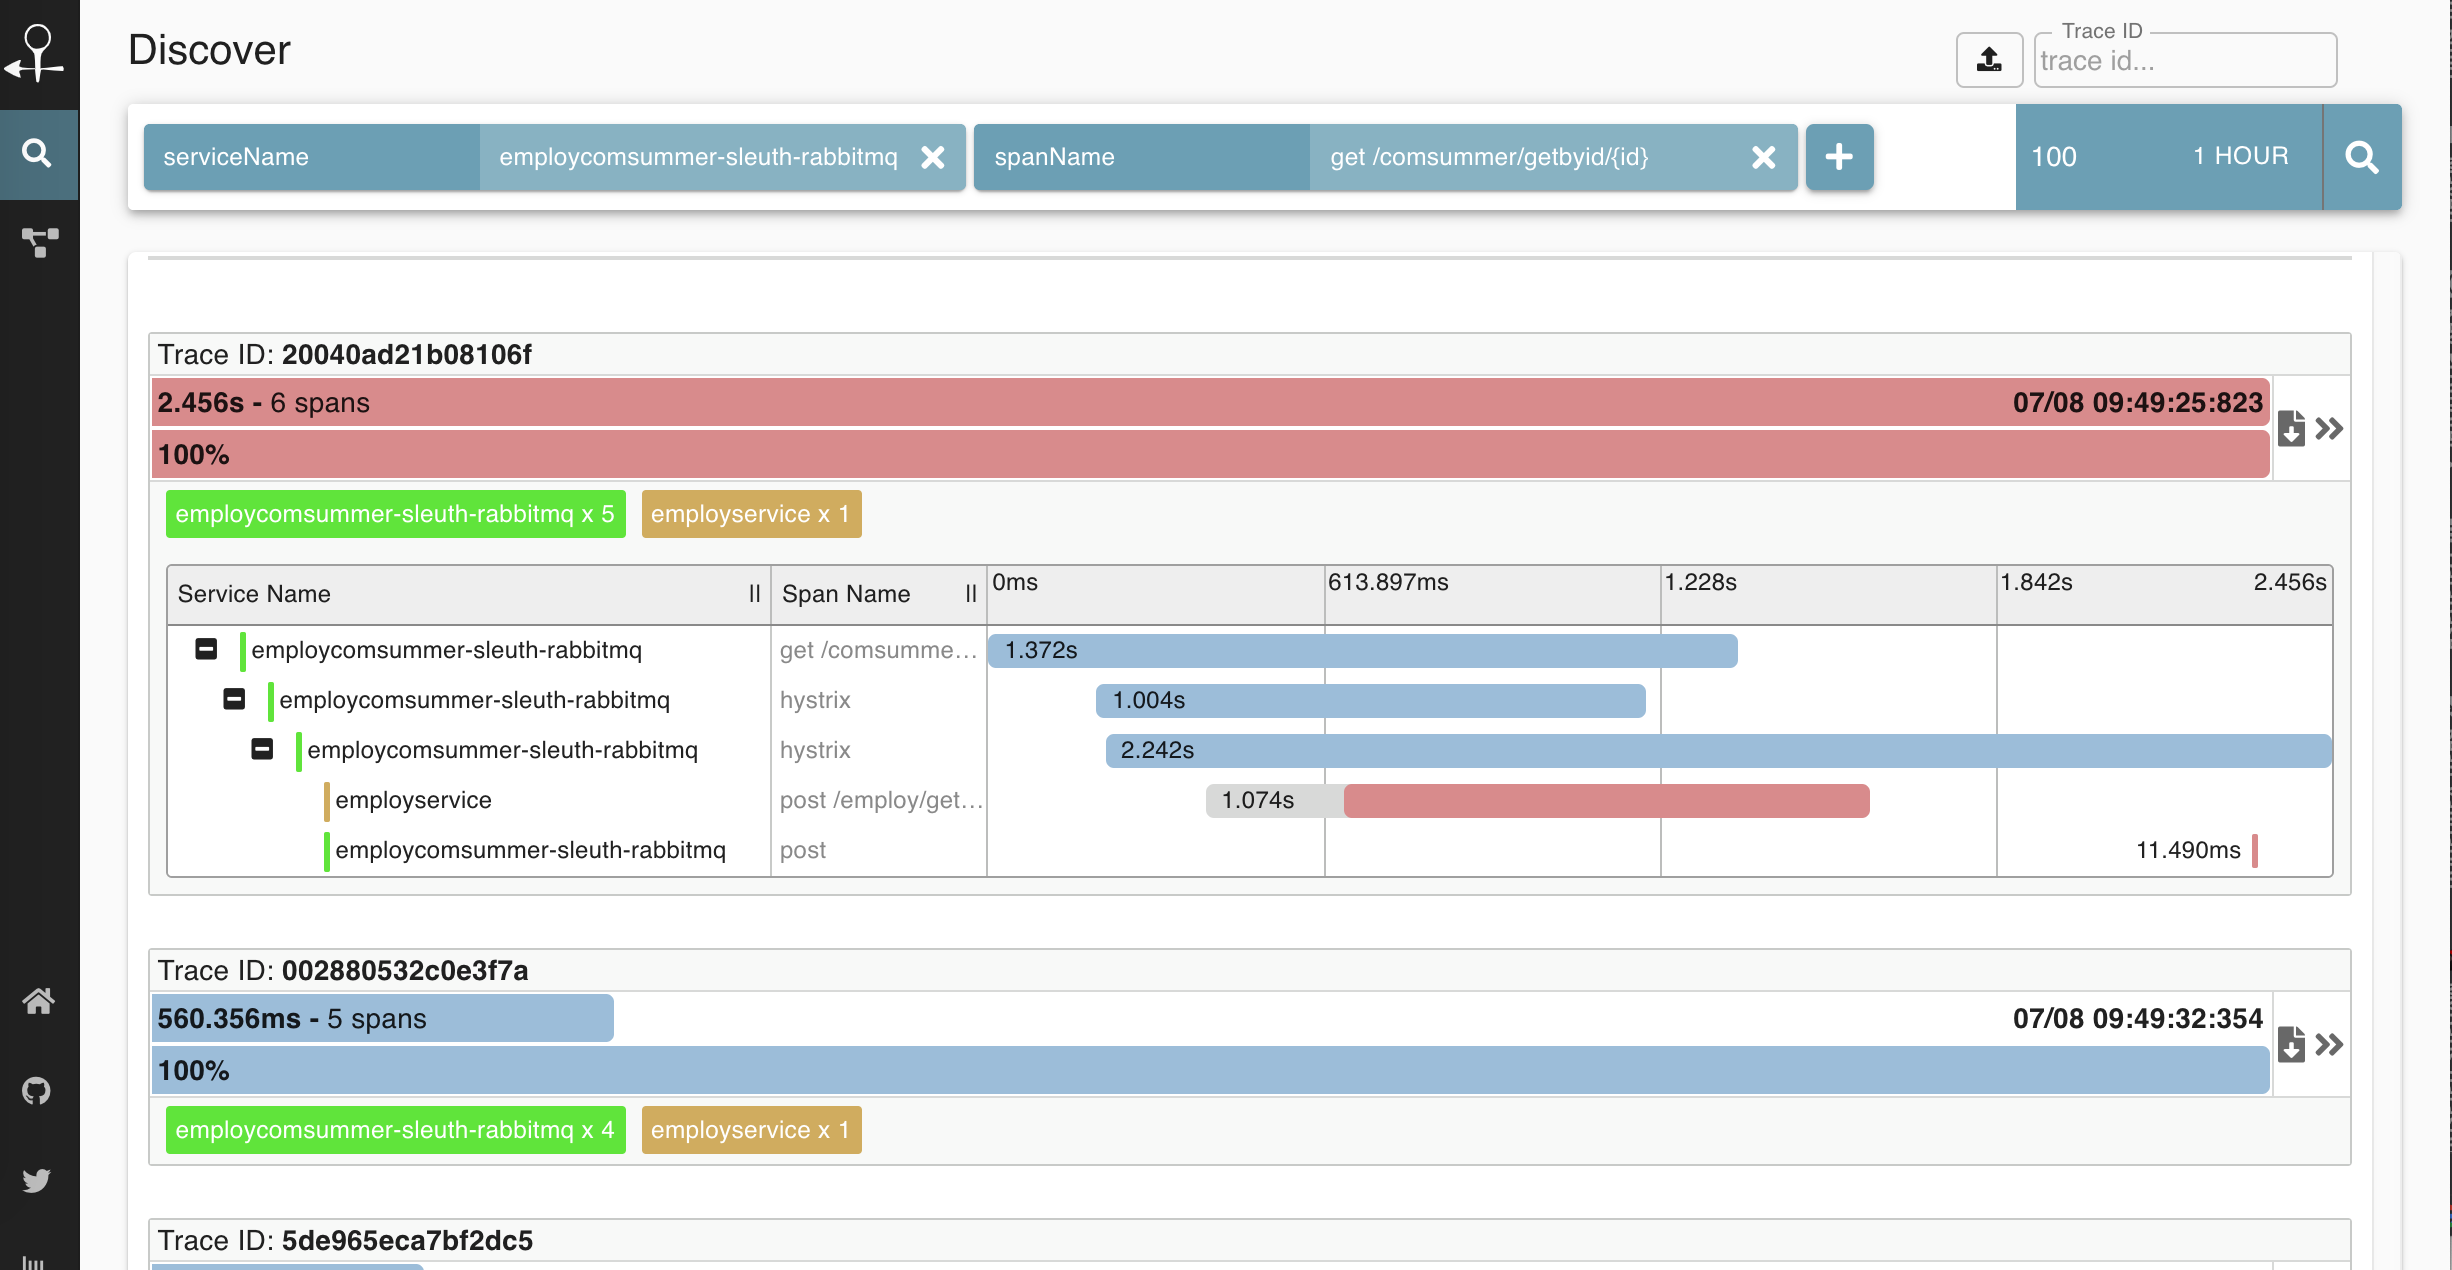 Discover
Trace ID
trace id...
serviceName employcomsummer-sleuth-rabbitmq spanName get /comsummer/getbyid/{id} 100 1 HOUR
Trace ID: 20040ad21b08106f
2.456s - 6 spans 07/08 09:49:25:823
100%
employcomsummer-sleuth-rabbitmq x 5 employservice x 1
Service Name Span Name 0ms 613.897ms 1.228s 1.842s 2.456s
employcomsummer-sleuth-rabbitmq get /comsumme... 1.372s
employcomsummer-sleuth-rabbitmq hystrix 1.004s
employcomsummer-sleuth-rabbitmq hystrix 2.242s
employservice post /employ/get... 1.074s
employcomsummer-sleuth-rabbitmq post 11.490ms
Trace ID: 002880532c0e3f7a
560.356ms - 5 spans 07/08 09:49:32:354
100%
employcomsummer-sleuth-rabbitmq x 4 employservice x 1
Trace ID: 5de965eca7bf2dc5